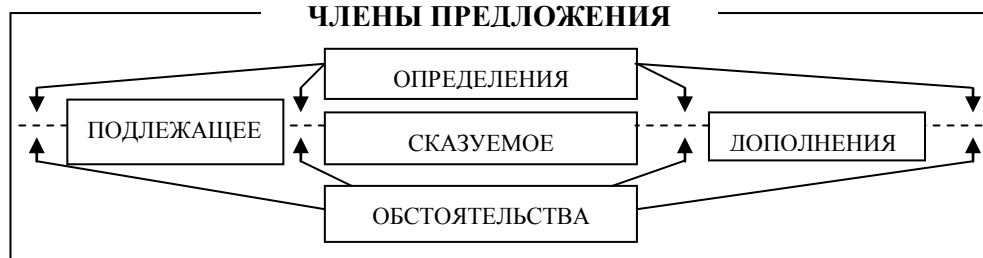 ЧЛЕНЫ ПРЕДЛОЖЕНИЯ
ОПРЕДЕЛЕНИЯ
ПОДЛЕЖАЩЕЕ
СКАЗУЕМОЕ
ДОПОЛНЕНИЯ
ОБСТОЯТЕЛЬСТВА